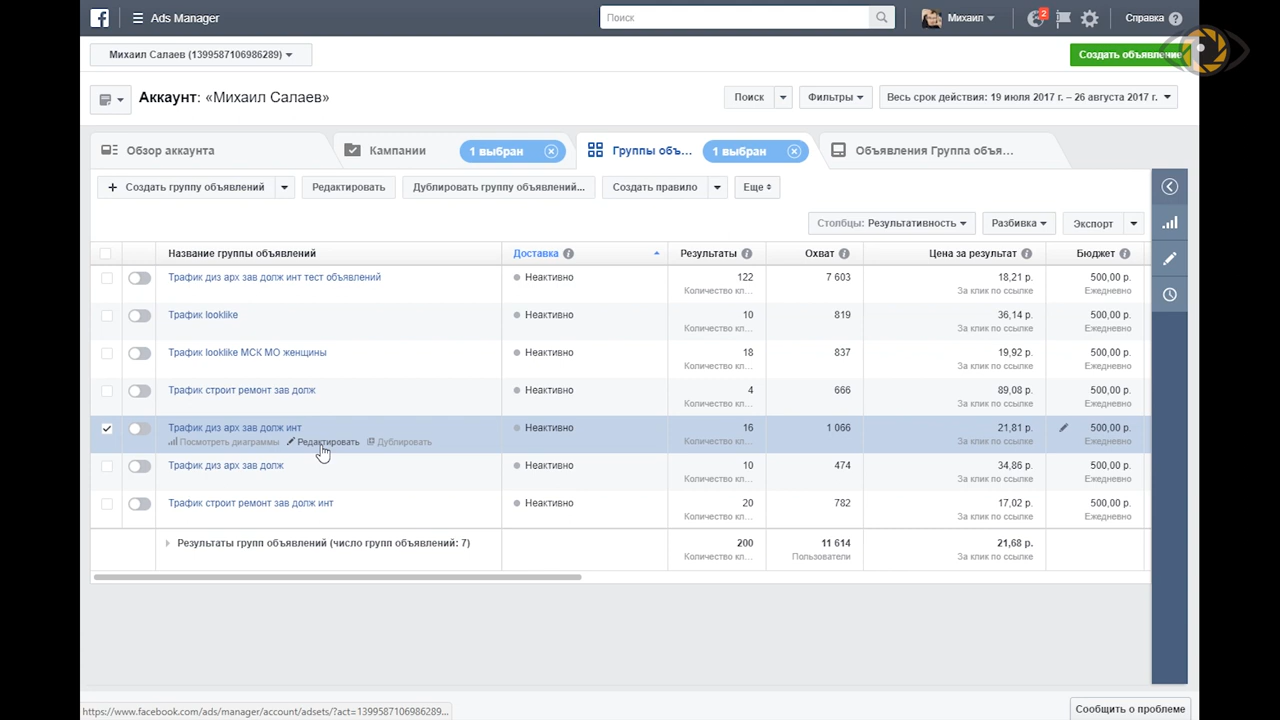 f Ads Manager Поиск Михаил 2 Справка ?
Михаил Салаев (1399587106986289) Создать объявление
Аккаунт: «Михаил Салаев» Поиск Фильтры Весь срок действия: 19 июля 2017 г. – 26 августа 2017 г.
Обзор аккаунта Кампании 1 выбран Группы объ... 1 выбран Объявления Группа объя...
+ Создать группу объявлений Редактировать Дублировать группу объявлений... Создать правило Еще
Столбцы: Результативность Разбивка Экспорт
Название группы объявлений Доставка Результаты Охват Цена за результат Бюджет
Трафик диз арх зав долж инт тест объявлений Неактивно 122 7 603 18,21 р. 500,00 р.
Количество кл... За клик по ссылке Ежедневно
Трафик looklike Неактивно 10 819 36,14 р. 500,00 р.
Количество кл... За клик по ссылке Ежедневно
Трафик looklike МСК МО женщины Неактивно 18 837 19,92 р. 500,00 р.
Количество кл... За клик по ссылке Ежедневно
Трафик строит ремонт зав долж Неактивно 4 666 89,08 р. 500,00 р.
Количество кл... За клик по ссылке Ежедневно
Трафик диз арх зав долж инт Неактивно 16 1 066 21,81 р. 500,00 р.
Посмотреть диаграммы Редактировать Дублировать Количество кл... За клик по ссылке Ежедневно
Трафик диз арх зав долж Неактивно 10 474 34,86 р. 500,00 р.
Количество кл... За клик по ссылке Ежедневно
Трафик строит ремонт зав долж инт Неактивно 20 782 17,02 р. 500,00 р.
Количество кл... За клик по ссылке Ежедневно
Результаты групп объявлений (число групп объявлений: 7) 200 11 614 21,68 р.
Количество кл... Пользователи За клик по ссылке
https://www.facebook.com/ads/manager/account/adsets/?act=1399587106986289... Сообщить о проблеме